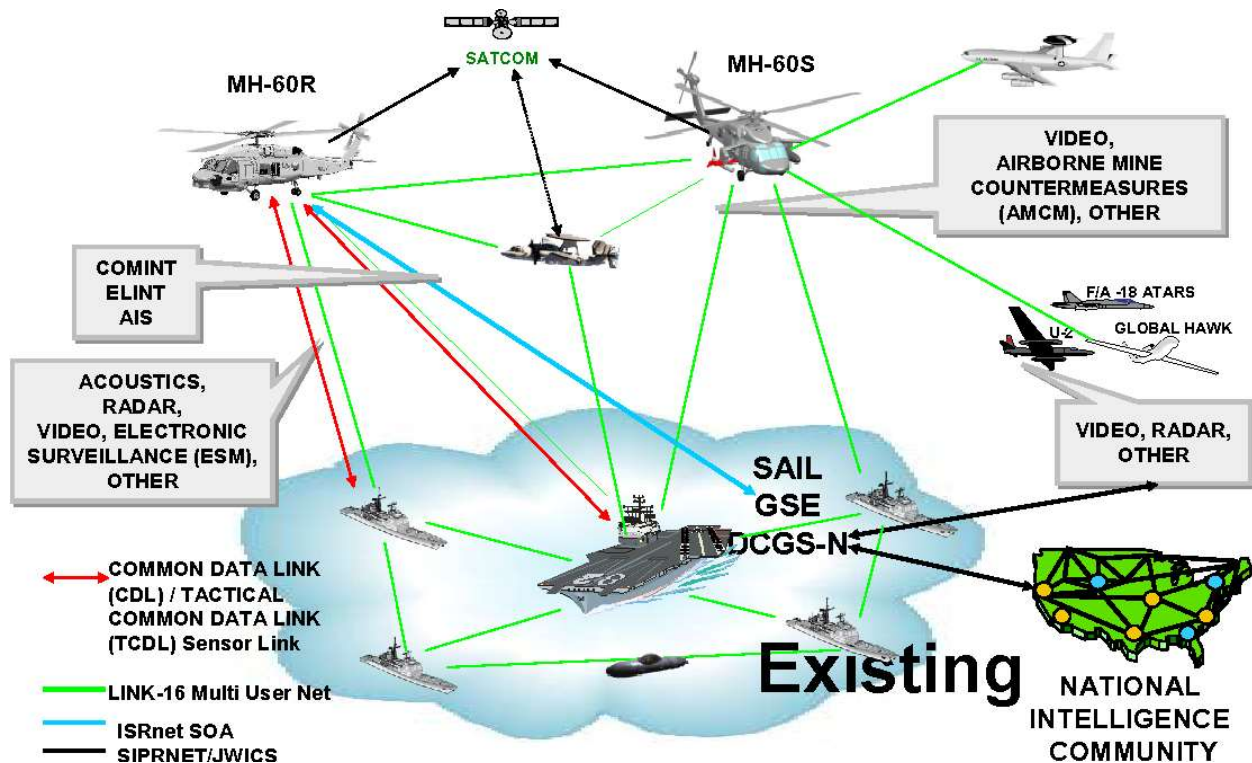 SATCOM
MH-60R
MH-60S
VIDEO,
AIRBORNE MINE
COUNTERMEASURES
(AMCM), OTHER
COMINT
ELINT
AIS
F/A -18 ATARS
U-2
GLOBAL HAWK
ACOUSTICS,
RADAR,
VIDEO, ELECTRONIC
SURVEILLANCE (ESM),
OTHER
VIDEO, RADAR,
OTHER
SAIL
GSE
DCGS-N
COMMON DATA LINK
(CDL) / TACTICAL
COMMON DATA LINK
(TCDL) Sensor Link
LINK-16 Multi User Net
ISRnet SOA
SIPRNET/JWICS
Existing
NATIONAL
INTELLIGENCE
COMMUNITY